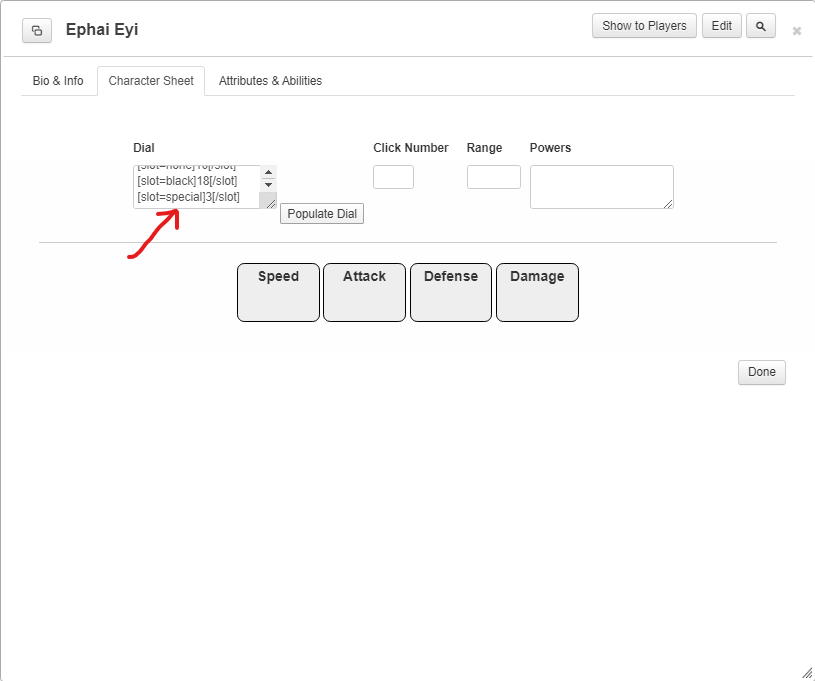 Ephai Eyi
Show to Players
Edit
Bio & Info
Character Sheet
Attributes & Abilities
Dial
Click Number
Range
Powers
[slot=black]18[/slot]
[slot=special]3[/slot]
Populate Dial
Speed
Attack
Defense
Damage
Done